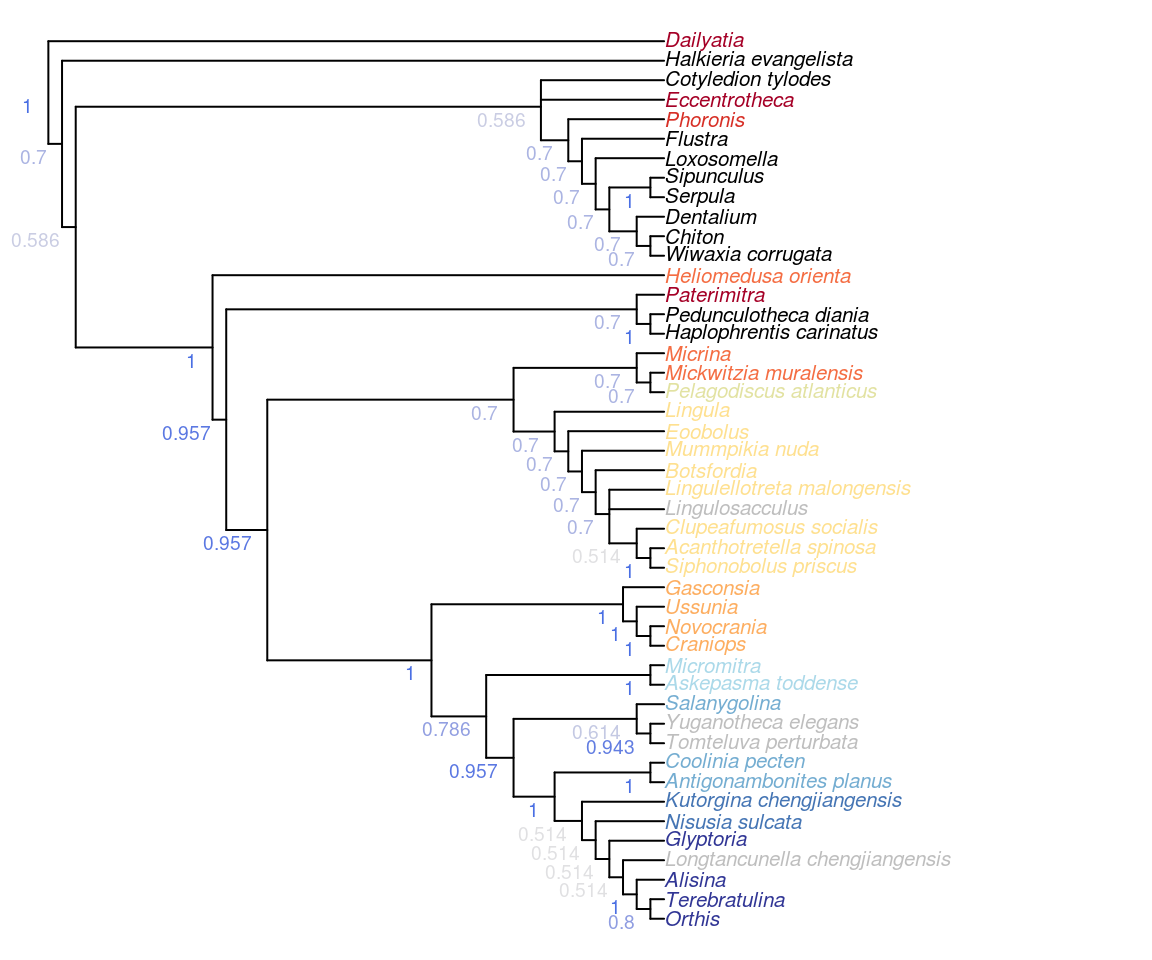 Dailyatia
Halkieria evangelista
Cotyledion tylodes
Eccentrotheca
1
Phoronis
0.586
Flustra
0.7
0.7
Loxosomella
0.7
Sipunculus
0.7
Serpula
1
Dentalium
0.7
Chiton
0.586
0.7
Wiwaxia corrugata
0.7
Heliomedusa orienta
Paterimitra
Pedunculotheca diania
0.7
Haplophrentis carinatus
1
Micrina
1
Mickwitzia muralensis
0.7
Pelagodiscus atlanticus
0.7
Lingula
0.7
Eoobolus
0.957
0.7
Mummpikia nuda
0.7
Botsfordia
0.7
Lingulellotreta malongensis
0.7
Lingulosacculus
0.7
Clupeafumosus socialis
0.957
Acanthotretella spinosa
0.514
Siphonobolus priscus
1
Gasconsia
Ussunia
1
Novocrania
1
Craniops
1
Micromitra
1
Askepasma toddense
1
Salanygolina
Yuganotheca elegans
0.786
0.614
Tomteluva perturbata
0.943
Coolinia pecten
0.957
Antigonambonites planus
1
Kutorgina chengjiangensis
1
Nisusia sulcata
0.514
Glyptoria
0.514
Longtancunella chengjiangensis
0.514
Alisina
0.514
Terebratulina
1
Orthis
0.8